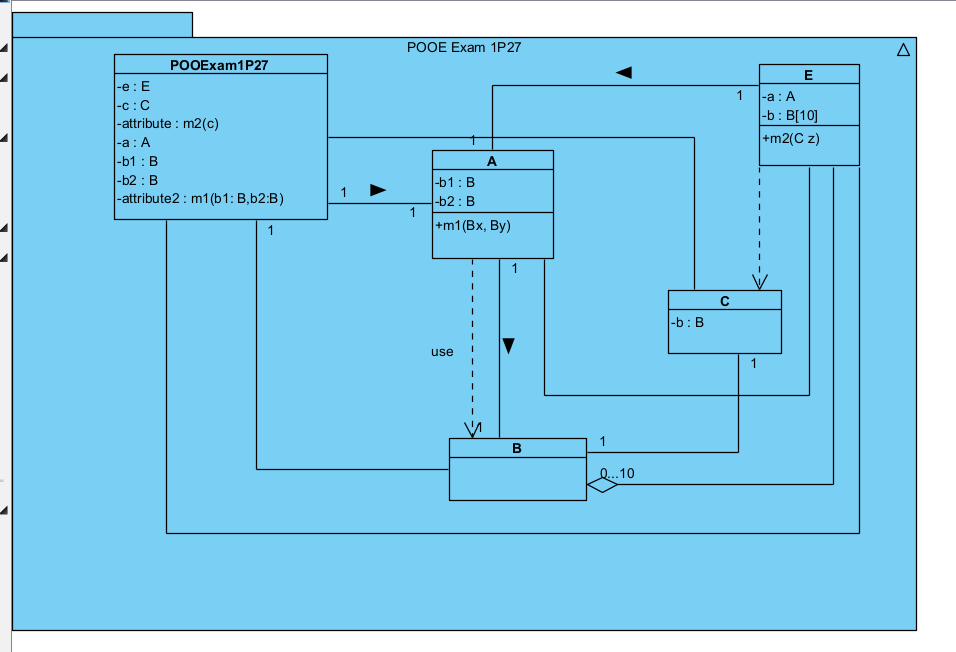 POOE Exam 1P27
POOExam1P27
-e : E
-c : C
-attribute : m2(c)
-a : A
-b1 : B
-b2 : B
-attribute2 : m1(b1: B,b2:B)
E
-a : A
-b : B[10]
+m2(C z)
1
1
A
-b1 : B
-b2 : B
+m1(Bx, By)
1
1
1
1
C
-b : B
1
use
1
B
1
0...10